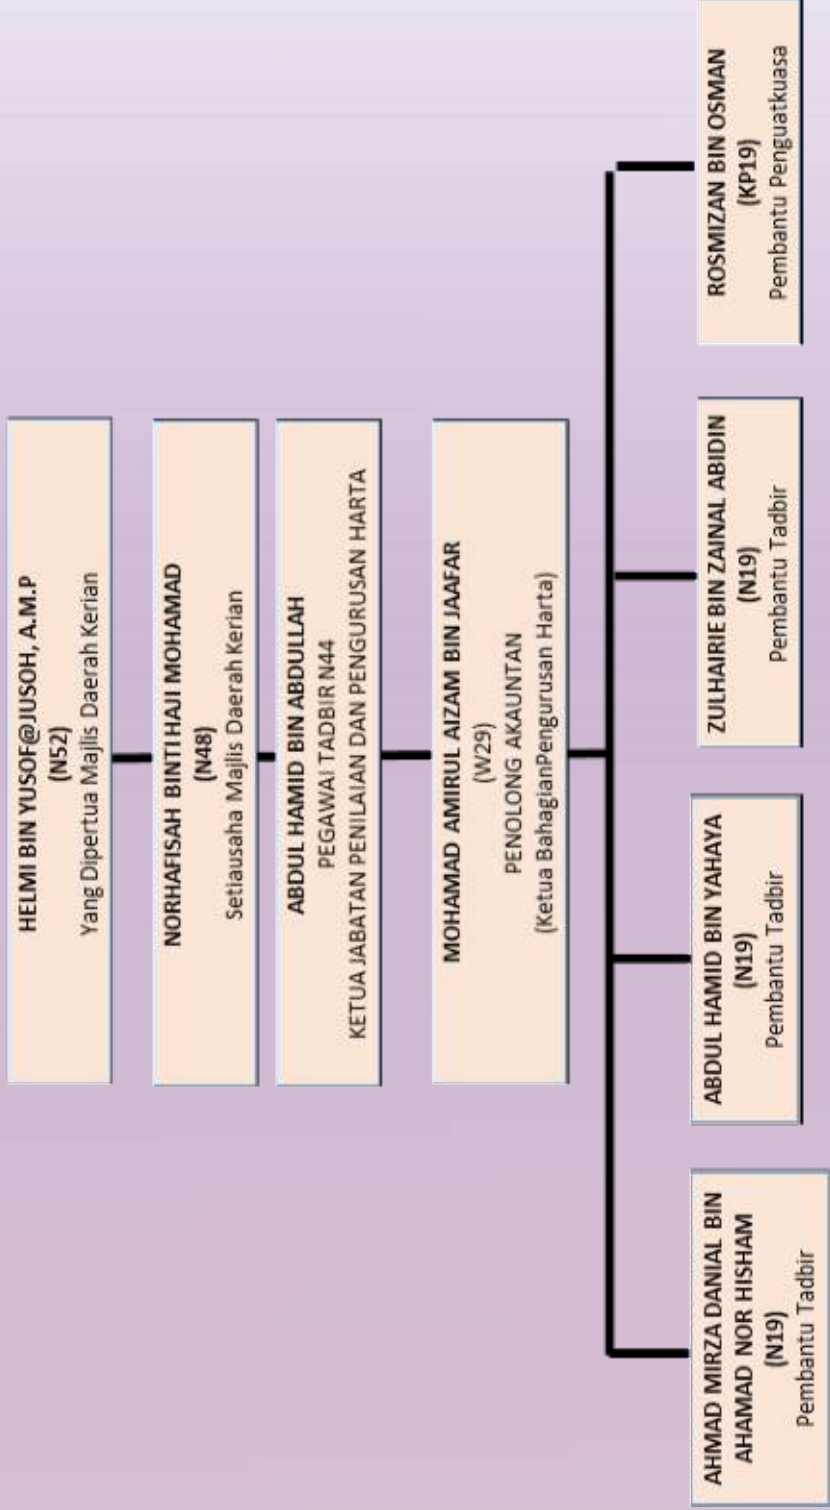 HELMI BIN YUSOF@JUSOH, A.M.P
(N52)
Yang Dipertua Majlis Daerah Kerian
NORHAFISAH BINTI HAJI MOHAMAD
(N48)
Setiausaha Majlis Daerah Kerian
ABDUL HAMID BIN ABDULLAH
PEGAWAI TADBIR N44
KETUA JABATAN PENILAIAN DAN PENGURUSAN HARTA
MOHAMAD AMIRUL AIZAM BIN JAAFAR
(W29)
PENOLONG AKAUNTAN
(Ketua BahagianPengurusan Harta)
AHMAD MIRZA DANIAL BIN
AHAMAD NOR HISHAM
(N19)
Pembantu Tadbir
ABDUL HAMID BIN YAHAYA
(N19)
Pembantu Tadbir
ZULHAIRIE BIN ZAINAL ABIDIN
(N19)
Pembantu Tadbir
ROSMIZAN BIN OSMAN
(KP19)
Pembantu Penguatkuasa